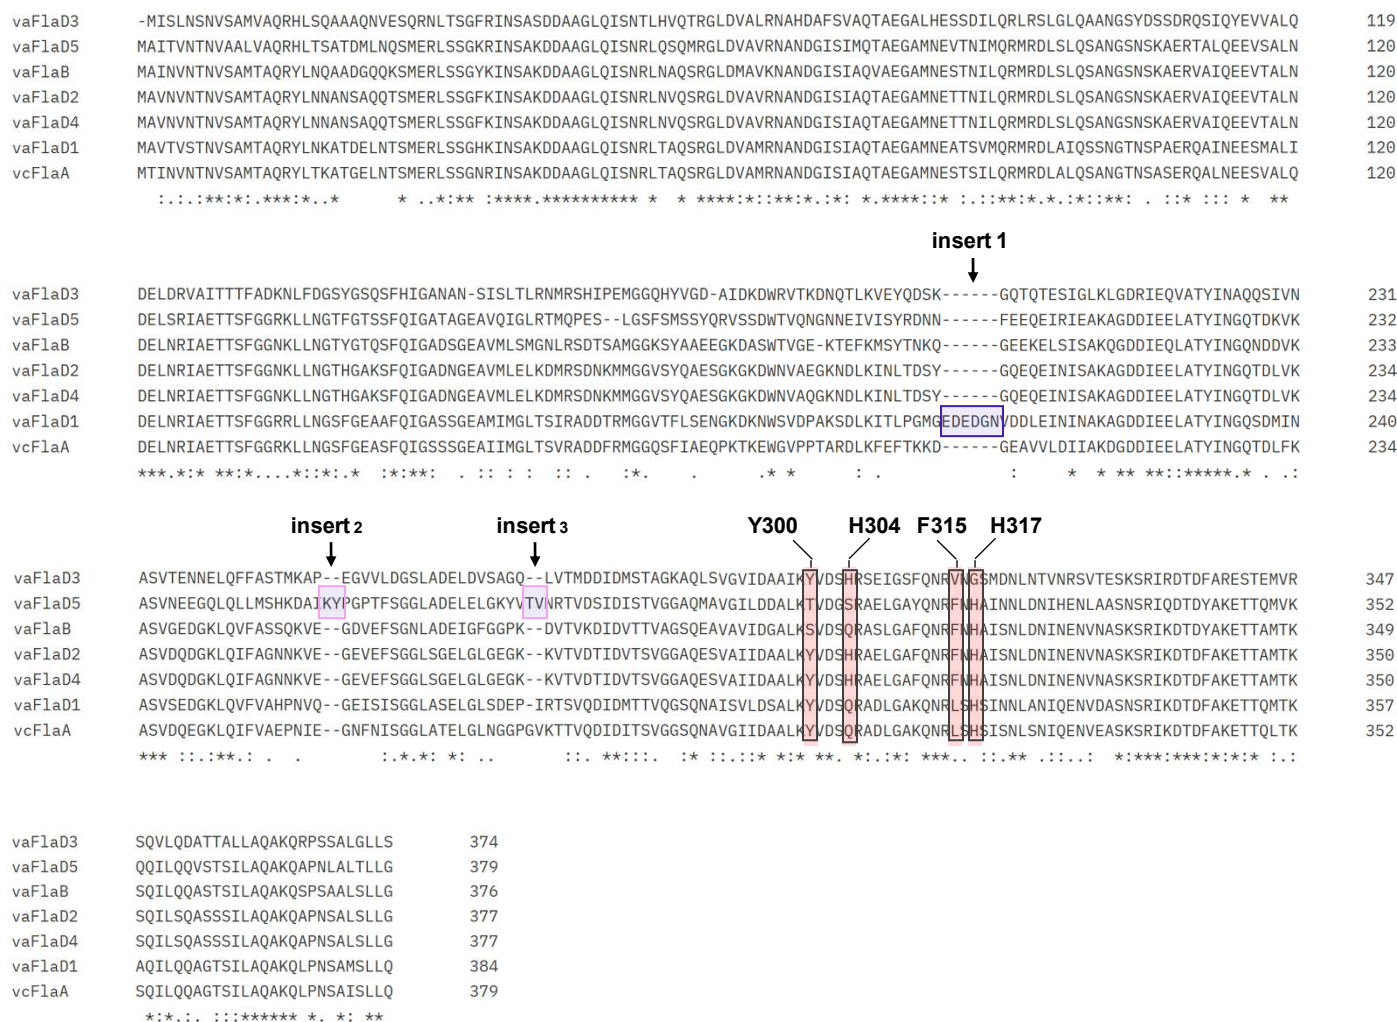 vaFlaD3 -MISLNSNVSAMVAQRHLSQAAAQNVESQRNLTSGFRINSASDDAAGLQISNTLHVQTRGLDVALRNAHDAFSVAQTAEGALHESSDILQRLRSLGLQAANGSYDSSDRQSIQYEVVALQ 119
vaFlaD5 MAITVNTNVAALVAQRHLTSATDMLNQSMERLSSGKRINSAKDDAAGLQISNRLQSQMRGLDVAVRNANDGISIMQTAEGAMNEVTNIMQRMRDLSLQSANGSNSKAERTALQEEVSALN 120
vaFlaB MAINVNTNVSAMTAQRYLNQAADGQQKSMERLSSGYKINSAKDDAAGLQISNRLNAQSRGLDMAVKNANDGISIAQVAEGAMNESTNILQRMRDLSLQSANGSNSKAERVAIQEEVTALN 120
vaFlaD2 MAVNVNTNVSAMTAQRYLNNANSAQQTSMERLSSGFKINSAKDDAAGLQISNRLNVQSRGLDVAVRNANDGISIAQTAEGAMNETTNILQRMRDLSLQSANGSNSKAERVAIQEEVTALN 120
vaFlaD4 MAVNVNTNVSAMTAQRYLNNANSAQQTSMERLSSGFKINSAKDDAAGLQISNRLNVQSRGLDVAVRNANDGISIAQTAEGAMNETTNILQRMRDLSLQSANGSNSKAERVAIQEEVTALN 120
vaFlaD1 MAVTVSTNVSAMTAQRYLNKATDELNTSMERLSSGHKINSAKDDAAGLQISNRLTAQSRGLDVAMRNANDGISIAQTAEGAMNEATSVMQRMRDLAIQSSNGTNSPAERQAINEESMALI 120
vcFlaA MTINVNTNVSAMTAQRYLTKATGELNTSMERLSSGNRINSAKDDAAGLQISNRLTAQSRGLDVAMRNANDGISIAQTAEGAMNESTSILQRMRDLALQSANGTNSASERQALNEESVALQ 120
:.:.:**:*:.***:*..* * ..*:** :****.********** * * ****:*::**:*.:*: *.****::* :.::**:*.*.:*::**: . ::* ::: * **
insert 1
vaFlaD3 DELDRVAITTTFADKNLFDGSYGSQSFHIGANAN-SISLTLRNMRSHIPEMGGQHYVGD-AIDKDWRVTKDNQTLKVEYQDSK------GQTQTESIGLKLGDRIEQVATYINAQQSIVN 231
vaFlaD5 DELSRIAETTSFGGRKLLNGTFGTSSFQIGATAGEAVQIGLRTMQPES--LGSFSMSSYQRVSSDWTVQNGNNEIVISYRDNN------FEEQEIRIEAKAGDDIEELATYINGQTDKVK 232
vaFlaB DELNRIAETTSFGGNKLLNGTYGTQSFQIGADSGEAVMLSMGNLRSDTSAMGGKSYAAEEGKDASWTVGE-KTEFKMSYTNKQ------GEEKELSISAKQGDDIEQLATYINGQNDDVK 233
vaFlaD2 DELNRIAETTSFGGNKLLNGTHGAKSFQIGADNGEAVMLELKDMRSDNKMMGGVSYQAESGKGKDWNVAEGKNDLKINLTDSY------GQEQEINISAKAGDDIEELATYINGQTDLVK 234
vaFlaD4 DELNRIAETTSFGGNKLLNGTHGAKSFQIGADNGEAVMLELKDMRSDNKMMGGVSYQAESGKGKDWNVAQGKNDLKINLTDSY------GQEQEINISAKAGDDIEELATYINGQTDLVK 234
vaFlaD1 DELNRIAETTSFGGRRLLNGSFGEAAFQIGASSGEAMIMGLTSIRADDTRMGGVTFLSENGKDKNWSVDPAKSDLKITLPGMGEDEDGNYVDDLEININAKAGDDIEELATYINGQSDMIN 240
vcFlaA DELNRIAETTSFGGRKLLNGSFGEASFQIGSSSGEAIIMGLTSVRADDFRMGGQSFIAEQPKTKEWGVPPTARDLKFEFTKKD------GEAVVLDIIAKDGDDIEELATYINGQTDLFK 234
***.*:* **:*....*::*:.* :*:**: . :: : : :: . :*. . .* * : . : * * ** **::*****.* . .:
insert 2 insert 3 Y300 H304 F315 H317
vaFlaD3 ASVTENNELQFFASTMKAP--EGVVLDGSLADELDVSAGQ--LVTMDDIDMSTAGKAQLSVGVIDAAIKYVDSHRSEIGSFQNRVNGSMDNLNTVNRSVTESKSRIRDTDFARESTEMVR 347
vaFlaD5 ASVNEEGQLQLLMSHKDAIKYPGPTFSGGLADELELGKYVTVNRTVDSIDISTVGGAQMAVGILDDALKTVDGSRAELGAYQNRFNHAINNLDNIHENLAASNSRIQDTDYAKETTQMVK 352
vaFlaB ASVGEDGKLQVFASSQKVE--GDVEFSGNLADEIGFGGPK--DVTVKDIDVTTVAGSQEAVAVIDGALKSVDSQRASLGAFQNRFNHAISNLDNINENVNASKSRIKDTDYAKETTAMTK 349
vaFlaD2 ASVDQDGKLQIFAGNNKVE--GEVEFSGGLSGELGLGEGK--KVTVDTIDVTSVGGAQESVAIIDAALKYVDSHRAELGAFQNRFNHAISNLDNINENVNASKSRIKDTDFAKETTAMTK 350
vaFlaD4 ASVDQDGKLQIFAGNNKVE--GEVEFSGGLSGELGLGEGK--KVTVDTIDVTSVGGAQESVAIIDAALKYVDSHRAELGAFQNRFNHAISNLDNINENVNASKSRIKDTDFAKETTAMTK 350
vaFlaD1 ASVSEDGKLQVFVAHPNVQ--GEISISGGLASELGLSDEP-IRTSVQDIDMTTVQGSQNAISVLDSALKYVDSQRADLGAKQNRLSHSINNLANIQENVDASNSRIKDTDFAKETTQMTK 357
vcFlaA ASVDQEGKLQIFVAEPNIE--GNFNISGGLATELGLNGGPGVKTTVQDIDITSVGGSQNAVGIIDAALKYVDSQRADLGAKQNRLSHSISNLSNIQENVEASKSRIKDTDFAKETTQLTK 352
*** ::.:**.: . . :.*.*: *: .. ::. **:::. :* ::.::* *:* **. *:.:*: ***.. ::.** .::..: *:***:***:*:*:* :.:
vaFlaD3 SQVLQDATTALLAQAKQRPSSALGLLS 374
vaFlaD5 QQILQQVSTSILAQAKQAPNLALTLLG 379
vaFlaB SQILQQASTSILAQAKQSPSAALSLLG 376
vaFlaD2 SQILSQASSSILAQAKQAPNSALSLLG 377
vaFlaD4 SQILSQASSSILAQAKQAPNSALSLLG 377
vaFlaD1 AQILQQAGTSILAQAKQLPNSAMSLLQ 384
vcFlaA SQILQQAGTSILAQAKQLPNSAISLLQ 379
*:*.:. :::****** *. *: **